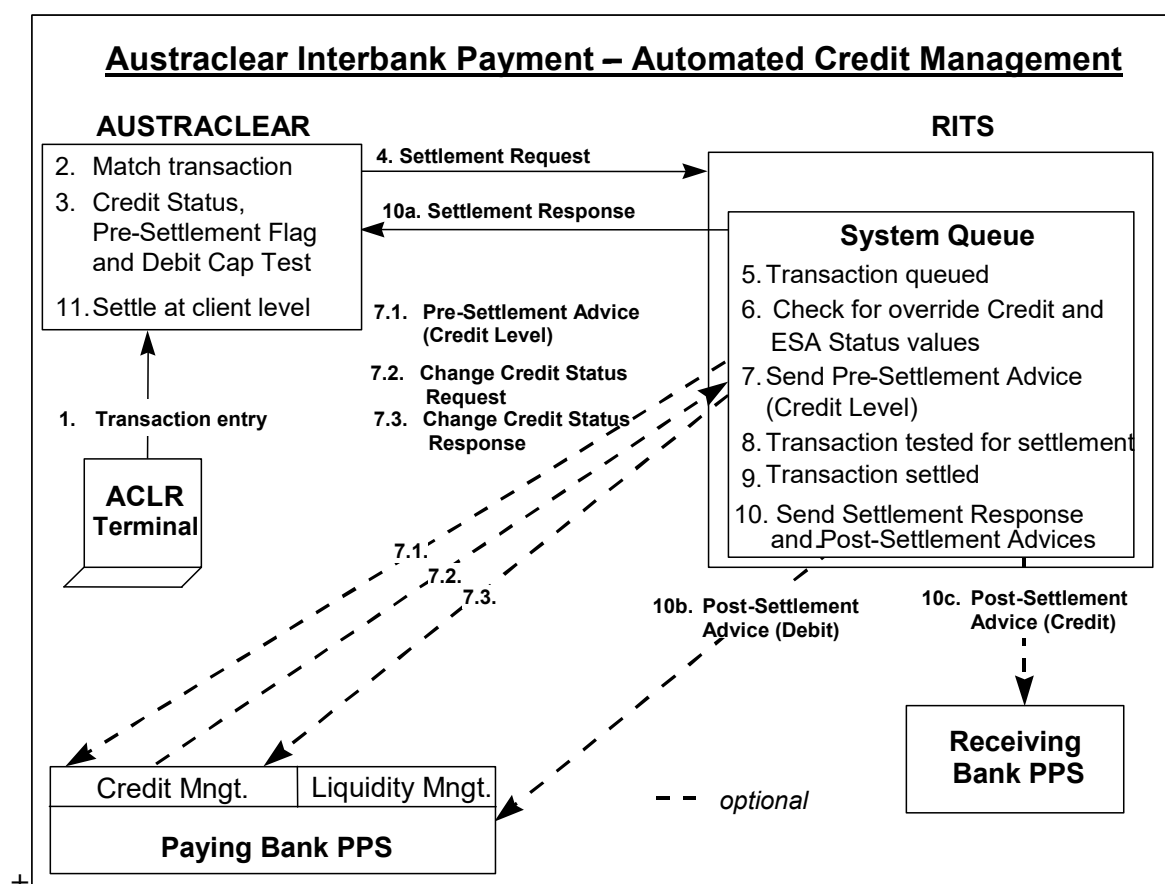 Austraclear Interbank Payment – Automated Credit Management
AUSTRACLEAR
2. Match transaction
3. Credit Status,
Pre-Settlement Flag
and Debit Cap Test
11. Settle at client level
4. Settlement Request
10a. Settlement Response
RITS
System Queue
5. Transaction queued
6. Check for override Credit and
ESA Status values
7. Send Pre-Settlement Advice
(Credit Level)
8. Transaction tested for settlement
9. Transaction settled
10. Send Settlement Response
and Post-Settlement Advices
7.1. Pre-Settlement Advice
(Credit Level)
7.2. Change Credit Status
Request
7.3. Change Credit Status
Response
1. Transaction entry
ACLR
Terminal
7.1.
7.2.
7.3.
10b. Post-Settlement
Advice (Debit)
10c. Post-Settlement
Advice (Credit)
Receiving
Bank PPS
Credit Mngt.
Liquidity Mngt.
Paying Bank PPS
optional